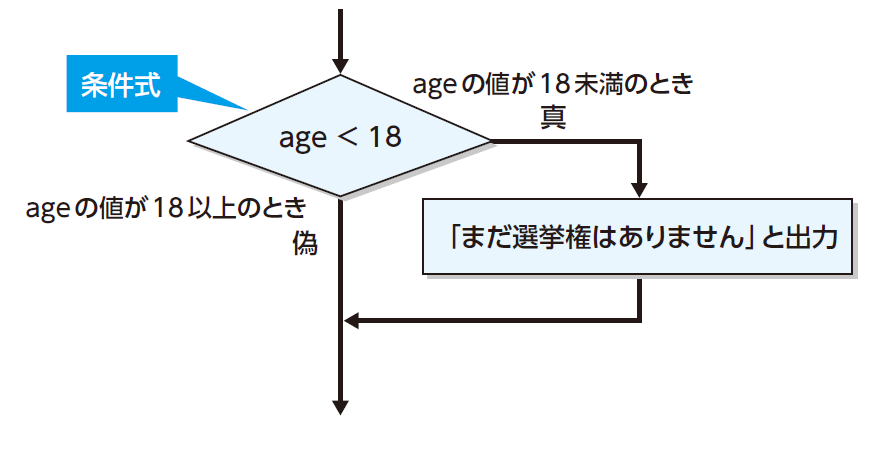 条件式
ageの値が18未満のとき
真
age < 18
ageの値が18以上のとき
偽
「まだ選挙権はありません」と出力